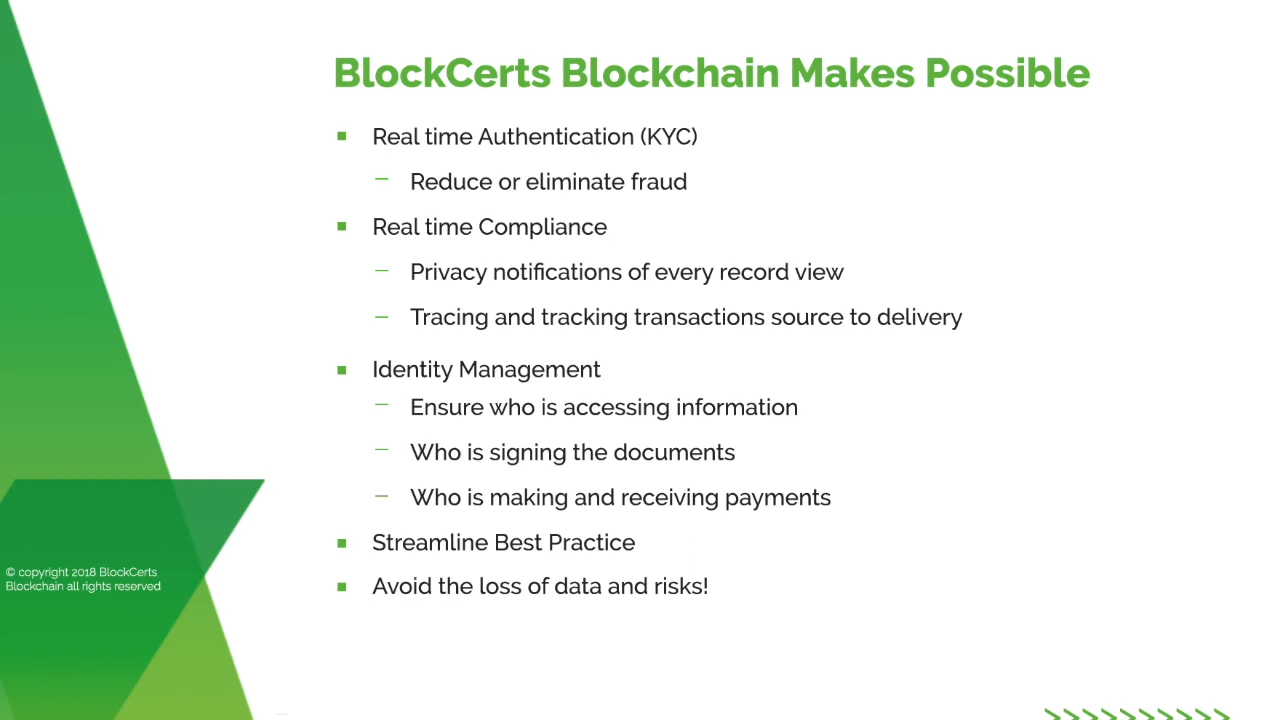 BlockCerts Blockchain Makes Possible
Real time Authentication (KYC)
Reduce or eliminate fraud
Real time Compliance
Privacy notifications of every record view
Tracing and tracking transactions source to delivery
Identity Management
Ensure who is accessing information
Who is signing the documents
Who is making and receiving payments
Streamline Best Practice
Avoid the loss of data and risks!
© copyright 2018 BlockCerts
Blockchain all rights reserved